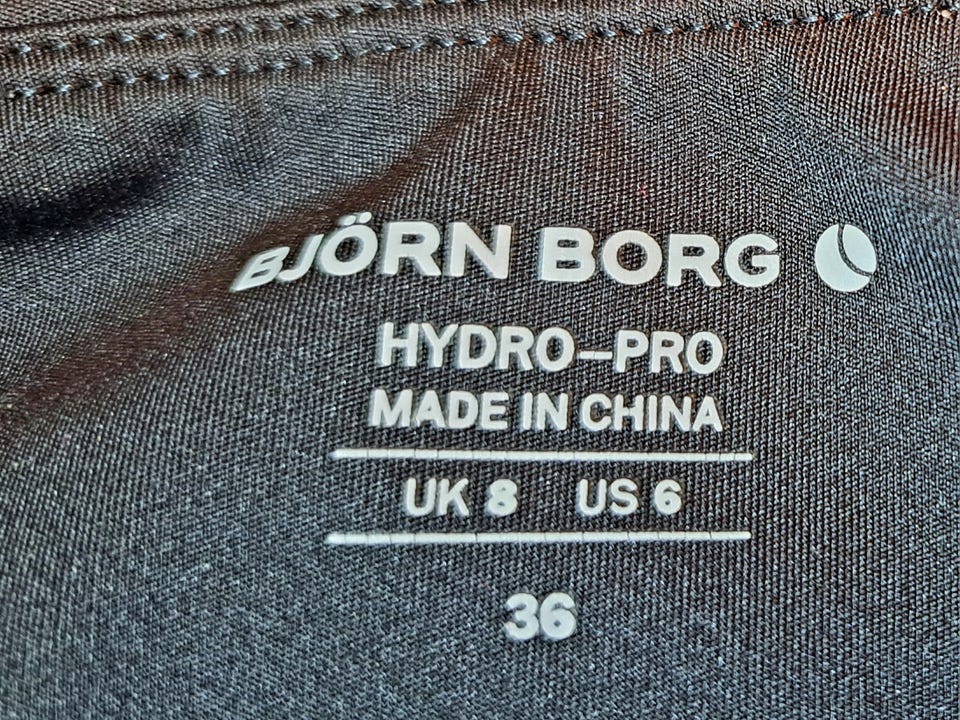 BJÖRN BORG
HYDRO-PRO
MADE IN CHINA
UK 8 US 6
36